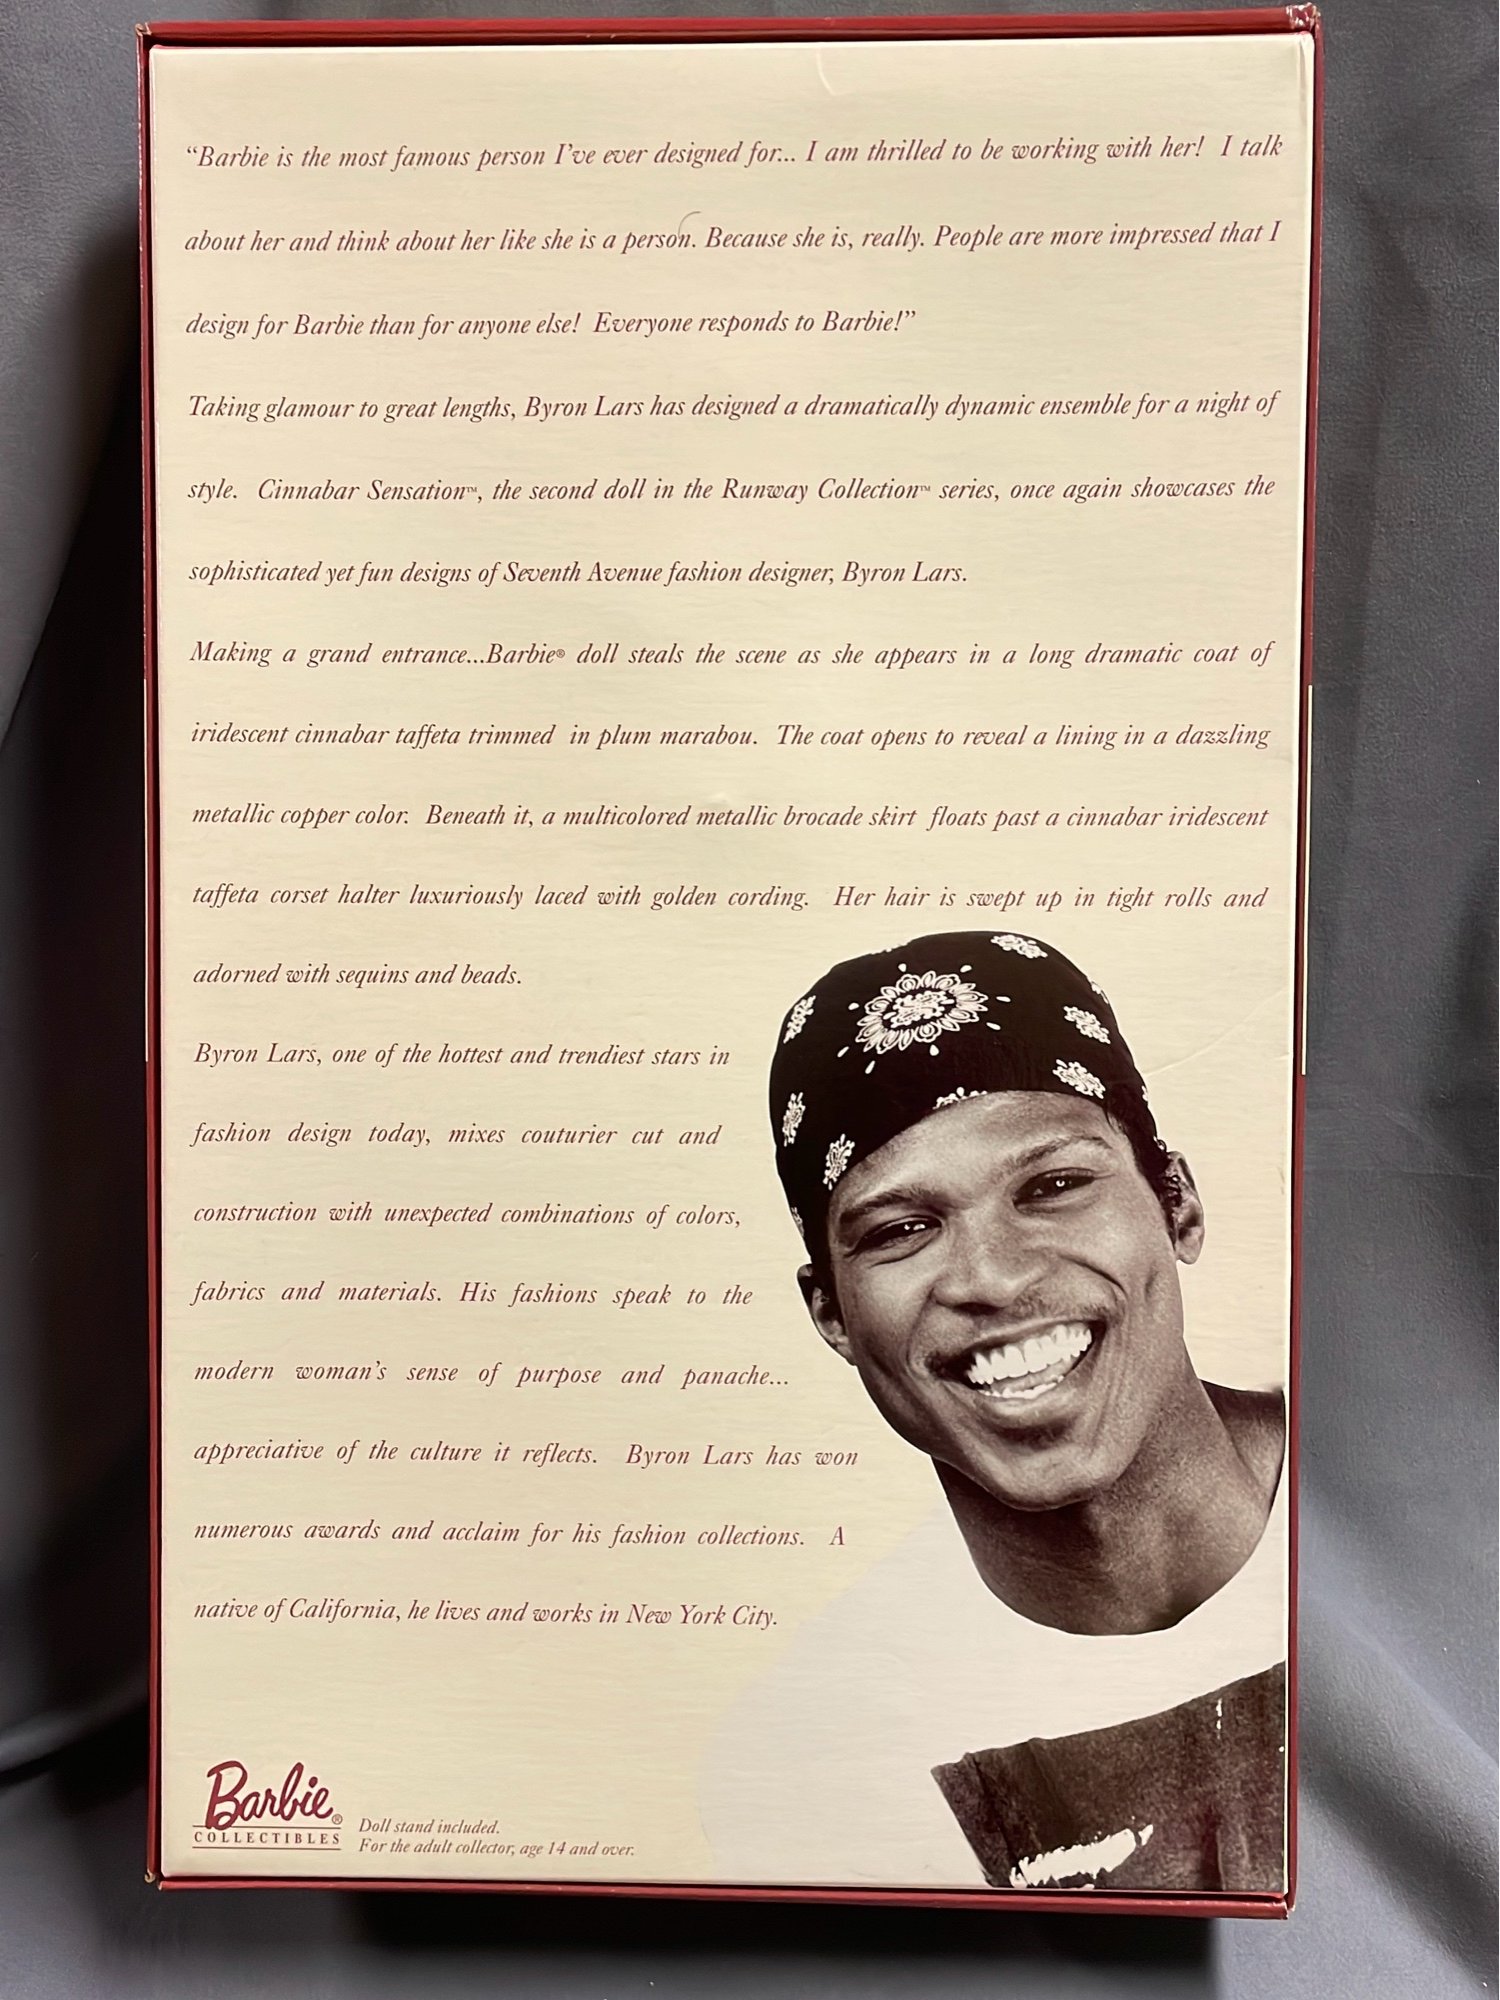 “Barbie is the most famous person I’ve ever designed for... I am thrilled to be working with her! I talk
about her and think about her like she is a person. Because she is, really. People are more impressed that I
design for Barbie than for anyone else! Everyone responds to Barbie!”
Taking glamour to great lengths, Byron Lars has designed a dramatically dynamic ensemble for a night of
style. Cinnabar Sensation™, the second doll in the Runway Collection™ series, once again showcases the
sophisticated yet fun designs of Seventh Avenue fashion designer, Byron Lars.
Making a grand entrance...Barbie® doll steals the scene as she appears in a long dramatic coat of
iridescent cinnabar taffeta trimmed in plum marabou. The coat opens to reveal a lining in a dazzling
metallic copper color. Beneath it, a multicolored metallic brocade skirt floats past a cinnabar iridescent
taffeta corset halter luxuriously laced with golden cording. Her hair is swept up in tight rolls and
adorned with sequins and beads.
Byron Lars, one of the hottest and trendiest stars in
fashion design today, mixes couturier cut and
construction with unexpected combinations of colors,
fabrics and materials. His fashions speak to the
modern woman’s sense of purpose and panache...
appreciative of the culture it reflects. Byron Lars has won
numerous awards and acclaim for his fashion collections. A
native of California, he lives and works in New York City.
Barbie®
COLLECTIBLES
Doll stand included.
For the adult collector, age 14 and over.